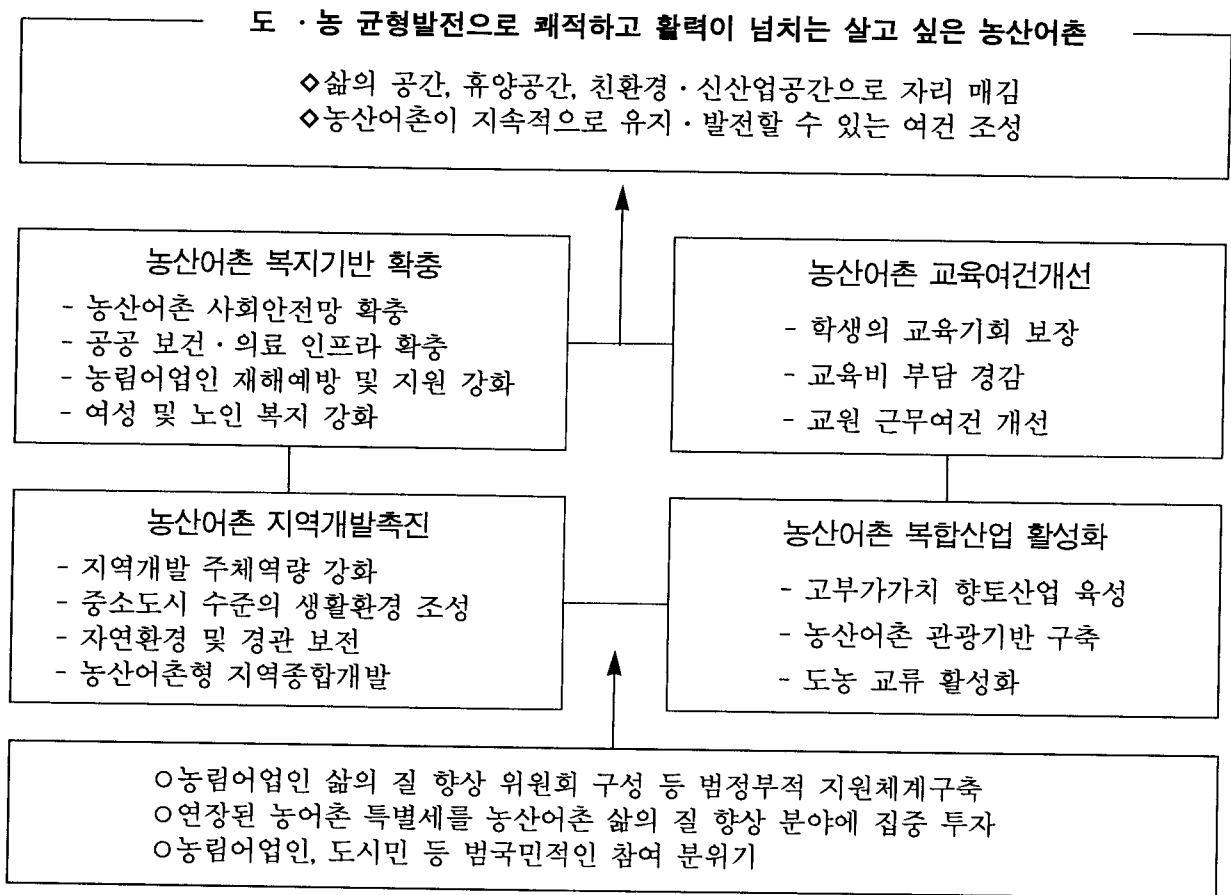 도 · 농 균형발전으로 쾌적하고 활력이 넘치는 살고 싶은 농산어촌
◇삶의 공간, 휴양공간, 친환경 · 신산업공간으로 자리 매김
◇농산어촌이 지속적으로 유지 · 발전할 수 있는 여건 조성
농산어촌 복지기반 확충
- 농산어촌 사회안전망 확충
- 공공 보건 · 의료 인프라 확충
- 농림어업인 재해예방 및 지원 강화
- 여성 및 노인 복지 강화
농산어촌 교육여건개선
- 학생의 교육기회 보장
- 교육비 부담 경감
- 교원 근무여건 개선
농산어촌 지역개발촉진
- 지역개발 주체역량 강화
- 중소도시 수준의 생활환경 조성
- 자연환경 및 경관 보전
- 농산어촌형 지역종합개발
농산어촌 복합산업 활성화
- 고부가가치 향토산업 육성
- 농산어촌 관광기반 구축
- 도농 교류 활성화
○농림어업인 삶의 질 향상 위원회 구성 등 범정부적 지원체계구축
○연장된 농어촌 특별세를 농산어촌 삶의 질 향상 분야에 집중 투자
○농림어업인, 도시민 등 범국민적인 참여 분위기